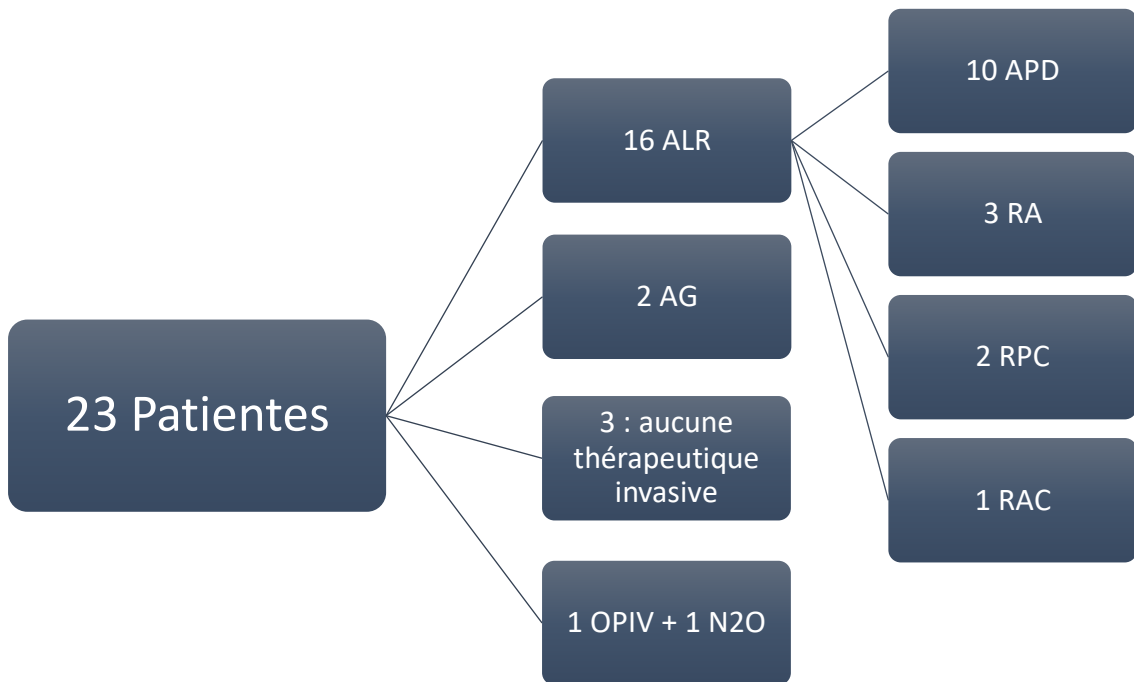 23 Patientes
16 ALR
2 AG
3 : aucune
thérapeutique
invasive
1 OPIV + 1 N2O
10 APD
3 RA
2 RPC
1 RAC